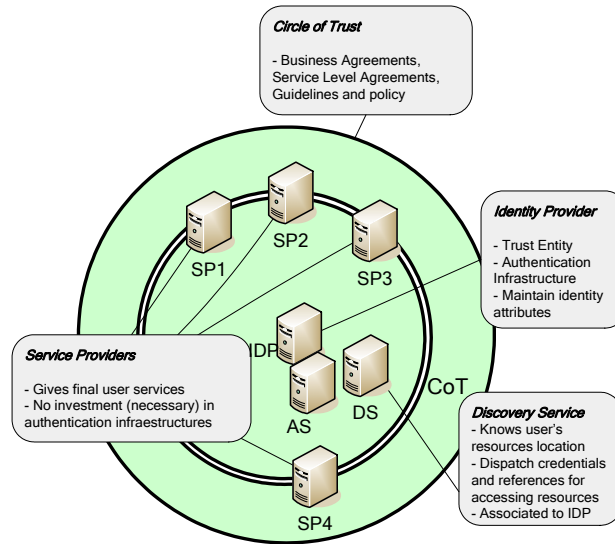 Circle of Trust
- Business Agreements,
Service Level Agreements,
Guidelines and policy
SP2
SP1
SP3
Identity Provider
- Trust Entity
- Authentication
Infrastructure
- Maintain identity
attributes
Service Providers
- Gives final user services
- No investment (necessary) in
authentication infraestructures
IDP
AS
DS
CoT
Discovery Service
- Knows user's
resources location
- Dispatch credentials
and references for
accessing resources
- Associated to IDP
SP4